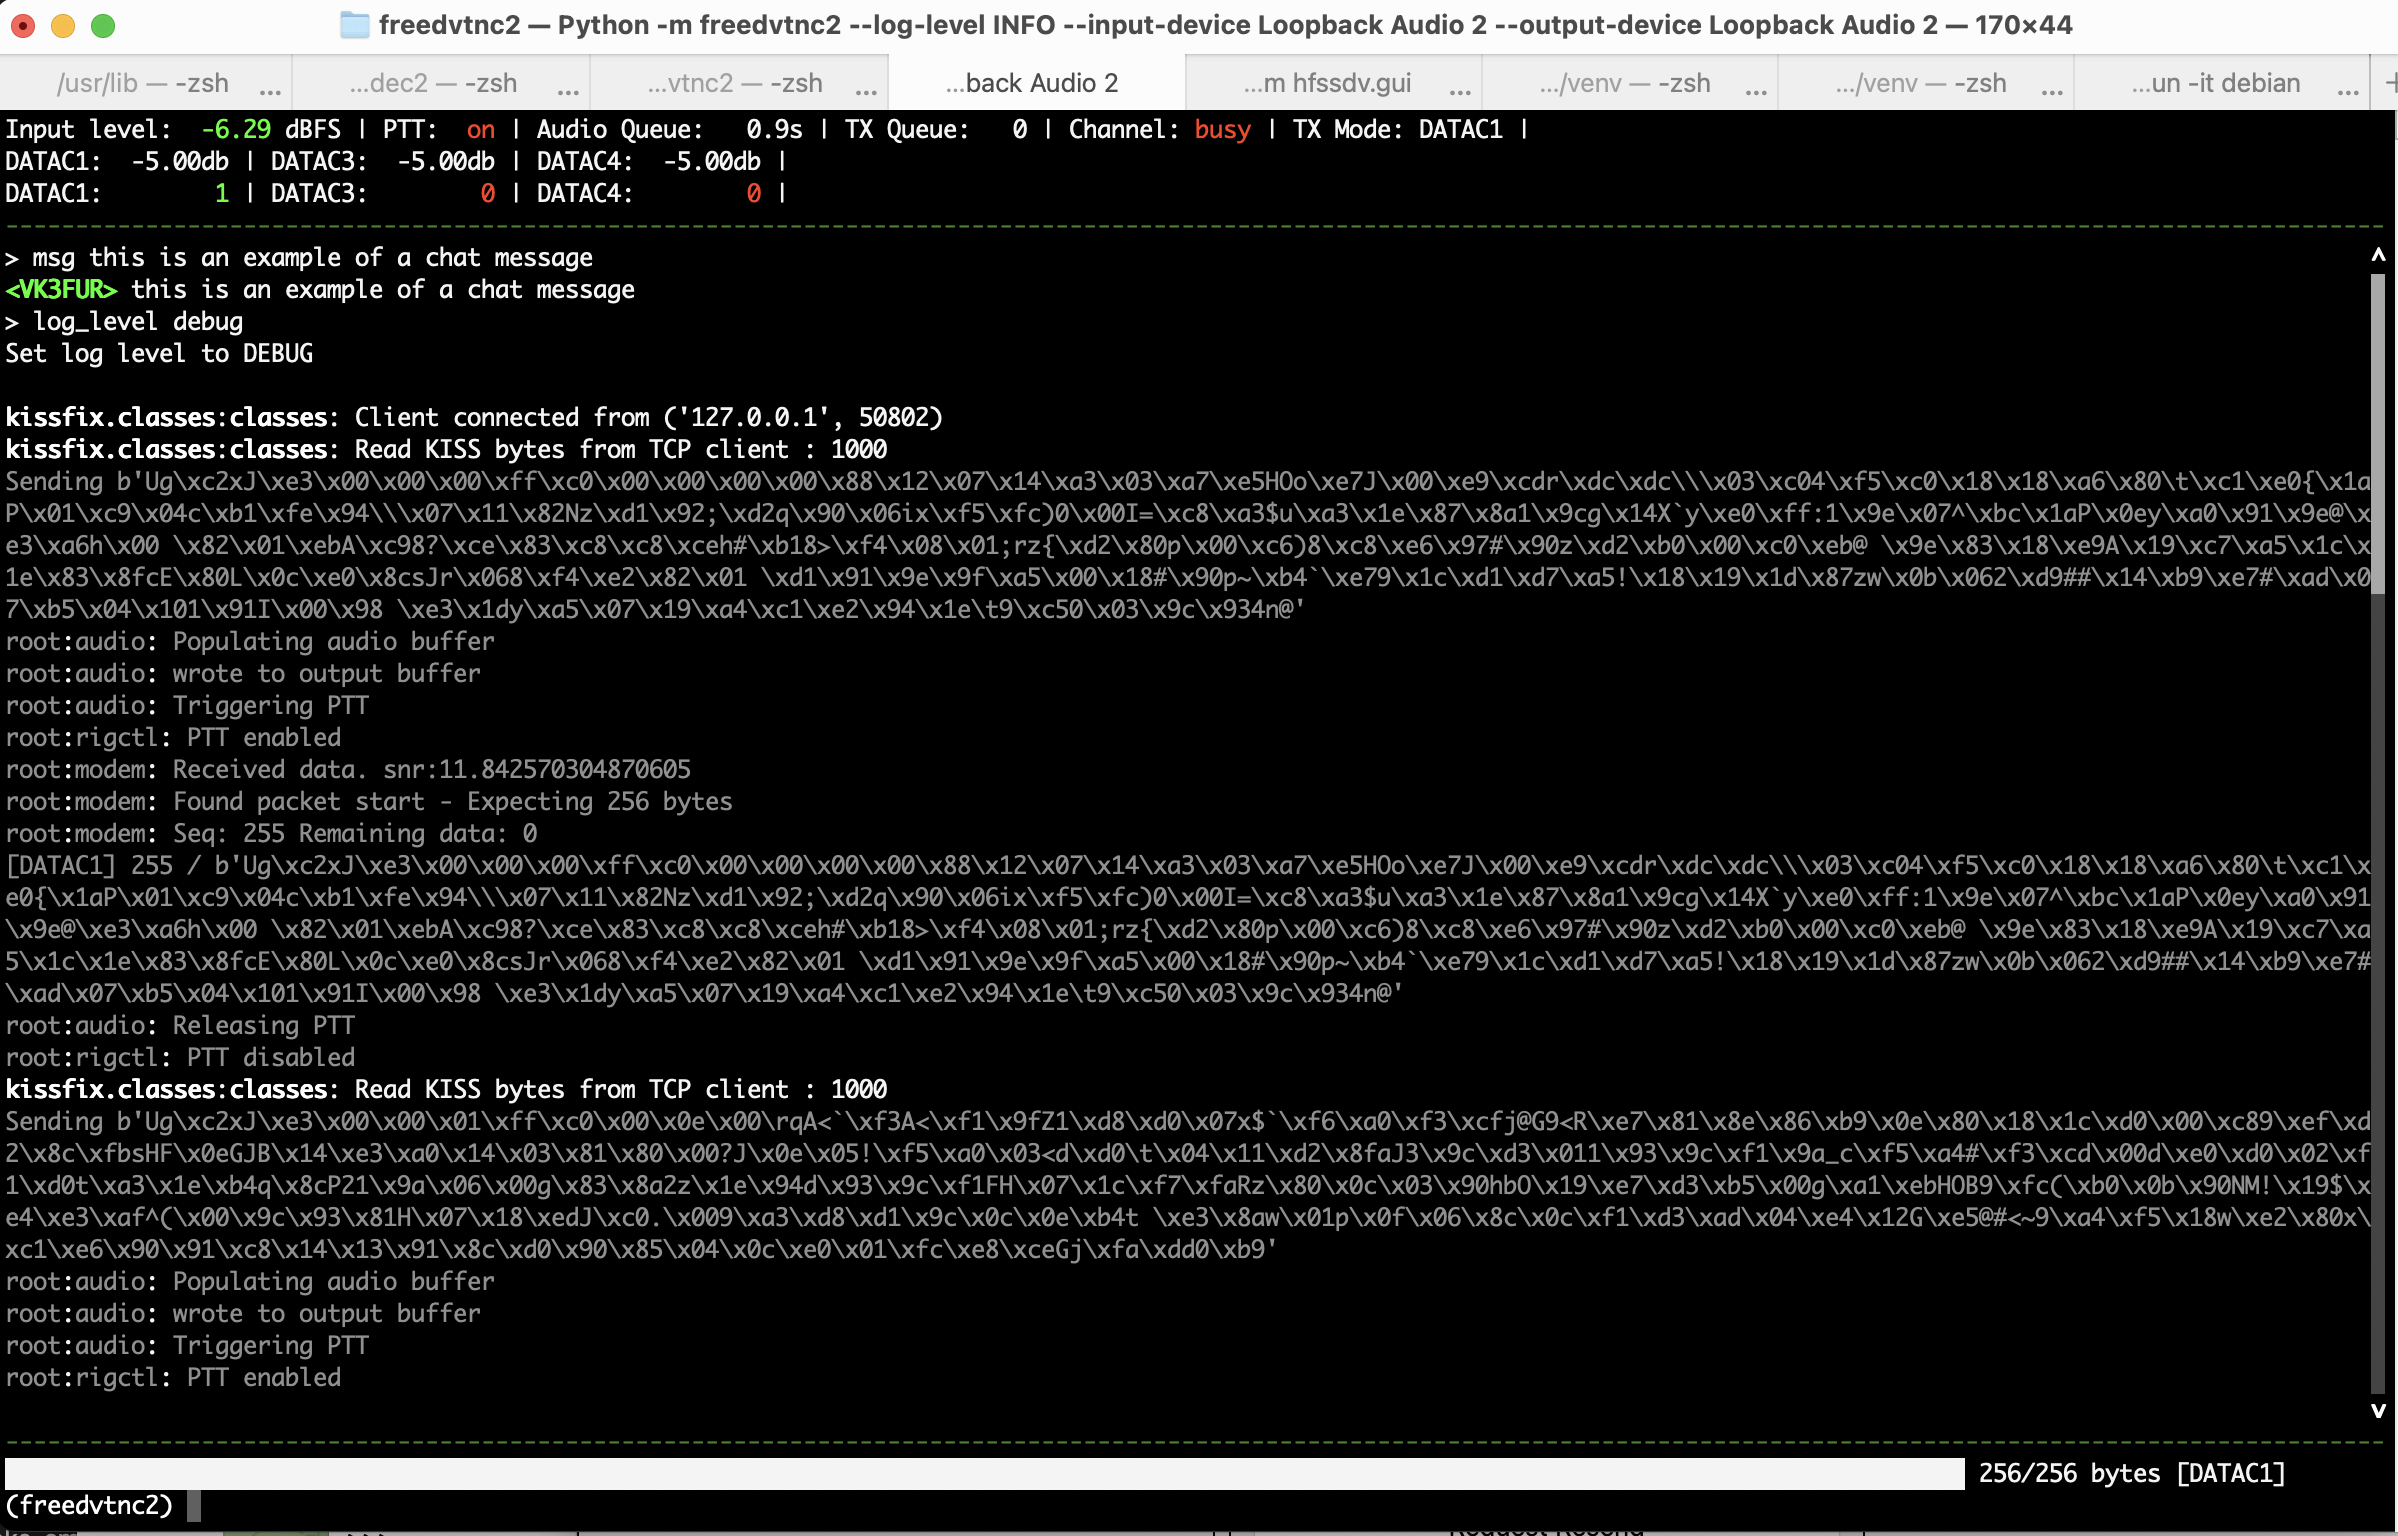 freedvtnc2 — Python -m freedvtnc2 --log-level INFO --input-device Loopback Audio 2 --output-device Loopback Audio 2 — 170×44
/usr/lib — -zsh ... ...dec2 — -zsh ... ...vtnc2 — -zsh ... ...back Audio 2 ...m hfssdv.gui ... .../venv — -zsh ... .../venv — -zsh ... ...un -it debian ... +
Input level:  -6.29 dBFS | PTT:  on | Audio Queue:   0.9s | TX Queue:   0 | Channel: busy | TX Mode: DATAC1 |
DATAC1:  -5.00db | DATAC3:  -5.00db | DATAC4:  -5.00db |
DATAC1:        1 | DATAC3:        0 | DATAC4:        0 |
> msg this is an example of a chat message
<VK3FUR> this is an example of a chat message
> log_level debug
Set log level to DEBUG
kissfix.classes:classes: Client connected from ('127.0.0.1', 50802)
kissfix.classes:classes: Read KISS bytes from TCP client : 1000
Sending b'Ug\xc2xJ\xe3\x00\x00\x00\xff\xc0\x00\x00\x00\x00\x88\x12\x07\x14\xa3\x03\xa7\xe5HOo\xe7J\x00\xe9\xcdr\xdc\xdc\\\x03\xc04\xf5\xc0\x18\x18\xa6\x80\t\xc1\xe0{\x1a
P\x01\xc9\x04c\xb1\xfe\x94\\\x07\x11\x82Nz\xd1\x92;\xd2q\x90\x06ix\xf5\xfc)0\x00I=\xc8\xa3$u\xa3\x1e\x87\x8a1\x9cg\x14X`y\xe0\xff:1\x9e\x07^\xbc\x1aP\x0ey\xa0\x91\x9e@\x
e3\xa6h\x00 \x82\x01\xebA\xc98?\xce\x83\xc8\xc8\xceh#\xb18>\xf4\x08\x01;rz{\xd2\x80p\x00\xc6)8\xc8\xe6\x97#\x90z\xd2\xb0\x00\xc0\xeb@ \x9e\x83\x18\xe9A\x19\xc7\xa5\x1c\x
1e\x83\x8fcE\x80L\x0c\xe0\x8csJr\x068\xf4\xe2\x82\x01 \xd1\x91\x9e\x9f\xa5\x00\x18#\x90p~\xb4`\xe79\x1c\xd1\xd7\xa5!\x18\x19\x1d\x87zw\x0b\x062\xd9##\x14\xb9\xe7#\xad\x0
7\xb5\x04\x101\x91I\x00\x98 \xe3\x1dy\xa5\x07\x19\xa4\xc1\xe2\x94\x1e\t9\xc50\x03\x9c\x934n@'
root:audio: Populating audio buffer
root:audio: wrote to output buffer
root:audio: Triggering PTT
root:rigctl: PTT enabled
root:modem: Received data. snr:11.842570304870605
root:modem: Found packet start - Expecting 256 bytes
root:modem: Seq: 255 Remaining data: 0
[DATAC1] 255 / b'Ug\xc2xJ\xe3\x00\x00\x00\xff\xc0\x00\x00\x00\x00\x88\x12\x07\x14\xa3\x03\xa7\xe5HOo\xe7J\x00\xe9\xcdr\xdc\xdc\\\x03\xc04\xf5\xc0\x18\x18\xa6\x80\t\xc1\x
e0{\x1aP\x01\xc9\x04c\xb1\xfe\x94\\\x07\x11\x82Nz\xd1\x92;\xd2q\x90\x06ix\xf5\xfc)0\x00I=\xc8\xa3$u\xa3\x1e\x87\x8a1\x9cg\x14X`y\xe0\xff:1\x9e\x07^\xbc\x1aP\x0ey\xa0\x91
\x9e@\xe3\xa6h\x00 \x82\x01\xebA\xc98?\xce\x83\xc8\xc8\xceh#\xb18>\xf4\x08\x01;rz{\xd2\x80p\x00\xc6)8\xc8\xe6\x97#\x90z\xd2\xb0\x00\xc0\xeb@ \x9e\x83\x18\xe9A\x19\xc7\xa
5\x1c\x1e\x83\x8fcE\x80L\x0c\xe0\x8csJr\x068\xf4\xe2\x82\x01 \xd1\x91\x9e\x9f\xa5\x00\x18#\x90p~\xb4`\xe79\x1c\xd1\xd7\xa5!\x18\x19\x1d\x87zw\x0b\x062\xd9##\x14\xb9\xe7#
\xad\x07\xb5\x04\x101\x91I\x00\x98 \xe3\x1dy\xa5\x07\x19\xa4\xc1\xe2\x94\x1e\t9\xc50\x03\x9c\x934n@'
root:audio: Releasing PTT
root:rigctl: PTT disabled
kissfix.classes:classes: Read KISS bytes from TCP client : 1000
Sending b'Ug\xc2xJ\xe3\x00\x00\x01\xff\xc0\x00\x0e\x00\rqA<`\xf3A<\xf1\x9fZ1\xd8\xd0\x07x$`\xf6\xa0\xf3\xcfj@G9<R\xe7\x81\x8e\x86\xb9\x0e\x80\x18\x1c\xd0\x00\xc89\xef\xd
2\x8c\xfbsHF\x0eGJB\x14\xe3\xa0\x14\x03\x81\x80\x00?J\x0e\x05!\xf5\xa0\x03<d\xd0\t\x04\x11\xd2\x8faJ3\x9c\xd3\x011\x93\x9c\xf1\x9a_c\xf5\xa4#\xf3\xcd\x00d\xe0\xd0\x02\xf
1\xd0t\xa3\x1e\xb4q\x8cP21\x9a\x06\x00g\x83\x8a2z\x1e\x94d\x93\x9c\xf1FH\x07\x1c\xf7\xfaRz\x80\x0c\x03\x90hbO\x19\xe7\xd3\xb5\x00g\xa1\xebHOB9\xfc(\xb0\x0b\x90NM!\x19$\x
e4\xe3\xaf^(\x00\x9c\x93\x81H\x07\x18\xedJ\xc0.\x009\xa3\xd8\xd1\x9c\x0c\x0e\xb4t \xe3\x8aw\x01p\x0f\x06\x8c\x0c\xf1\xd3\xad\x04\xe4\x12G\xe5@#<~9\xa4\xf5\x18w\xe2\x80x\
xc1\xe6\x90\x91\xc8\x14\x13\x91\x8c\xd0\x90\x85\x04\x0c\xe0\x01\xfc\xe8\xceGj\xfa\xdd0\xb9'
root:audio: Populating audio buffer
root:audio: wrote to output buffer
root:audio: Triggering PTT
root:rigctl: PTT enabled
256/256 bytes [DATAC1]
(freedvtnc2)